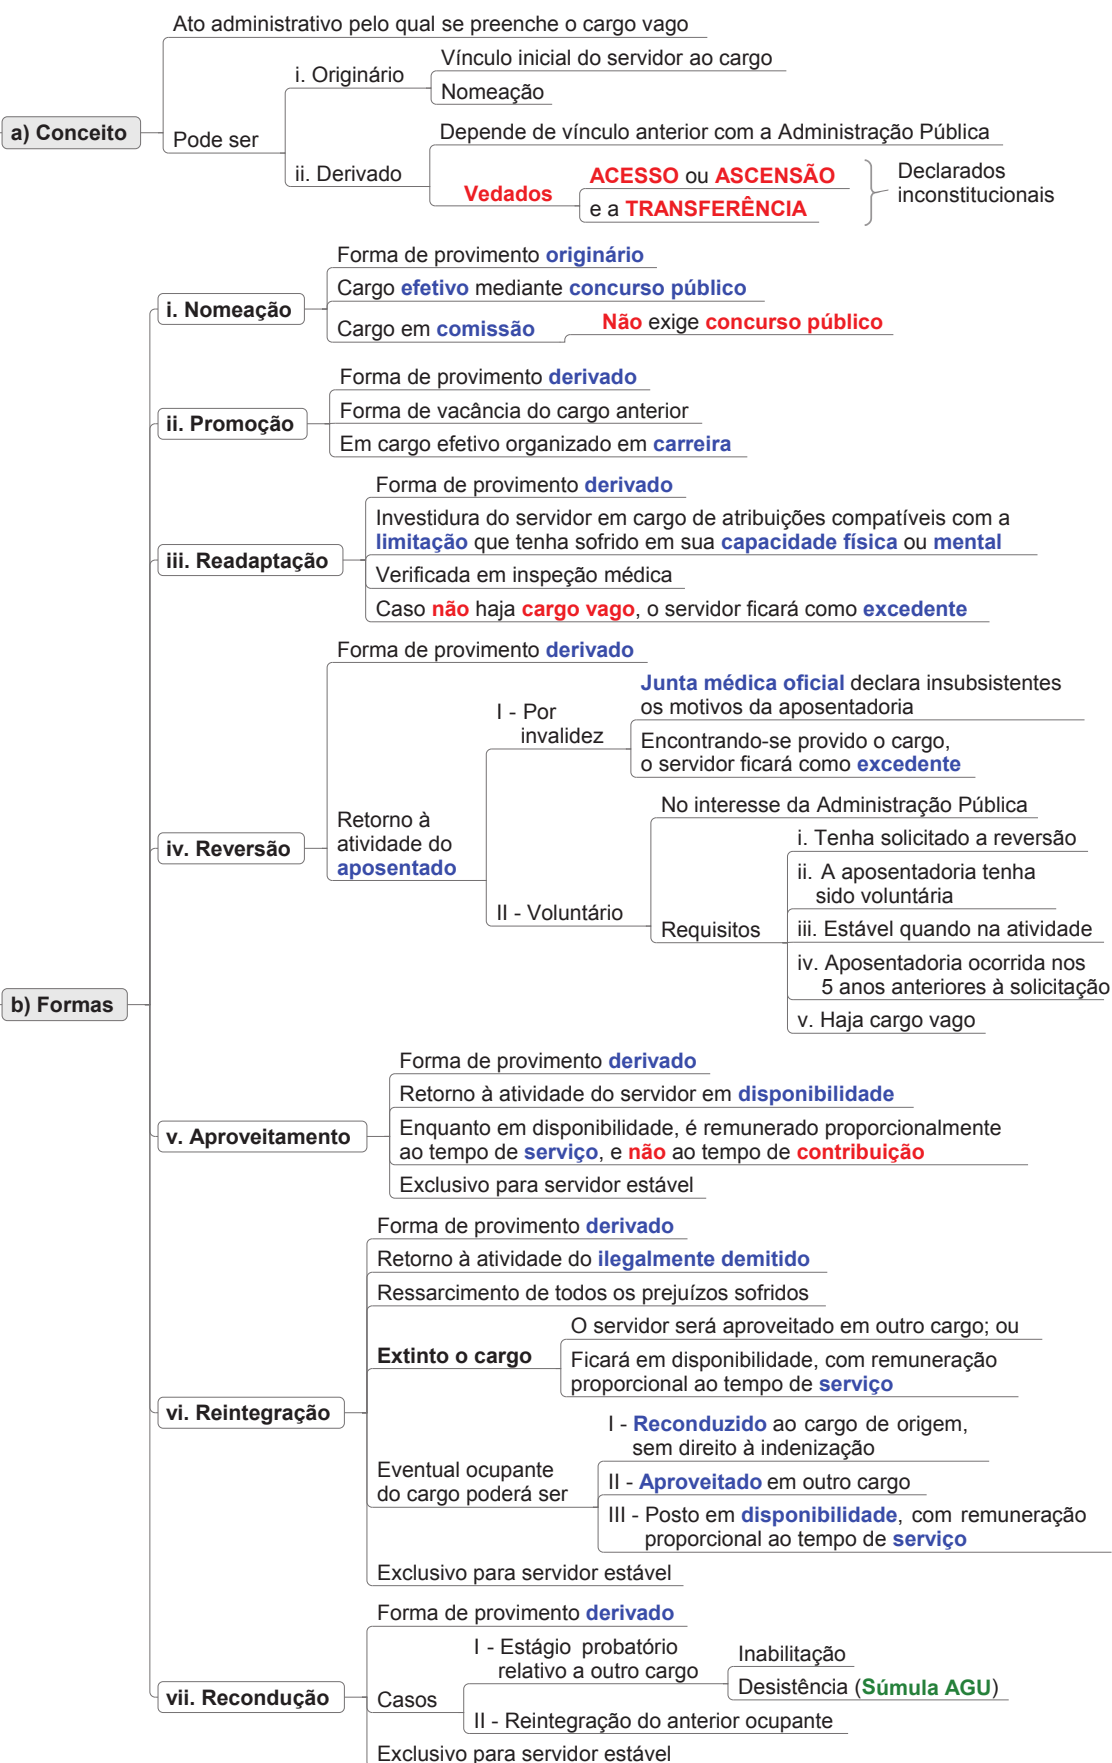 Ato administrativo pelo qual se preenche o cargo vago
a) Conceito
Pode ser
i. Originário
Vínculo inicial do servidor ao cargo
Nomeação
ii. Derivado
Depende de vínculo anterior com a Administração Pública
Vedados
ACESSO ou ASCENSÃO
e a TRANSFERÊNCIA
Declarados
inconstitucionais
b) Formas
i. Nomeação
Forma de provimento originário
Cargo efetivo mediante concurso público
Cargo em comissão
Não exige concurso público
ii. Promoção
Forma de provimento derivado
Forma de vacância do cargo anterior
Em cargo efetivo organizado em carreira
iii. Readaptação
Forma de provimento derivado
Investidura do servidor em cargo de atribuições compatíveis com a
limitação que tenha sofrido em sua capacidade física ou mental
Verificada em inspeção médica
Caso não haja cargo vago, o servidor ficará como excedente
iv. Reversão
Forma de provimento derivado
Retorno à
atividade do
aposentado
I - Por
invalidez
Junta médica oficial declara insubsistentes
os motivos da aposentadoria
Encontrando-se provido o cargo,
o servidor ficará como excedente
II - Voluntário
No interesse da Administração Pública
Requisitos
i. Tenha solicitado a reversão
ii. A aposentadoria tenha
sido voluntária
iii. Estável quando na atividade
iv. Aposentadoria ocorrida nos
5 anos anteriores à solicitação
v. Haja cargo vago
v. Aproveitamento
Forma de provimento derivado
Retorno à atividade do servidor em disponibilidade
Enquanto em disponibilidade, é remunerado proporcionalmente
ao tempo de serviço, e não ao tempo de contribuição
Exclusivo para servidor estável
vi. Reintegração
Forma de provimento derivado
Retorno à atividade do ilegalmente demitido
Ressarcimento de todos os prejuízos sofridos
Extinto o cargo
O servidor será aproveitado em outro cargo; ou
Ficará em disponibilidade, com remuneração
proporcional ao tempo de serviço
Eventual ocupante
do cargo poderá ser
I - Reconduzido ao cargo de origem,
sem direito à indenização
II - Aproveitado em outro cargo
III - Posto em disponibilidade, com remuneração
proporcional ao tempo de serviço
Exclusivo para servidor estável
vii. Recondução
Forma de provimento derivado
Casos
I - Estágio probatório
relativo a outro cargo
Inabilitação
Desistência (Súmula AGU)
II - Reintegração do anterior ocupante
Exclusivo para servidor estável